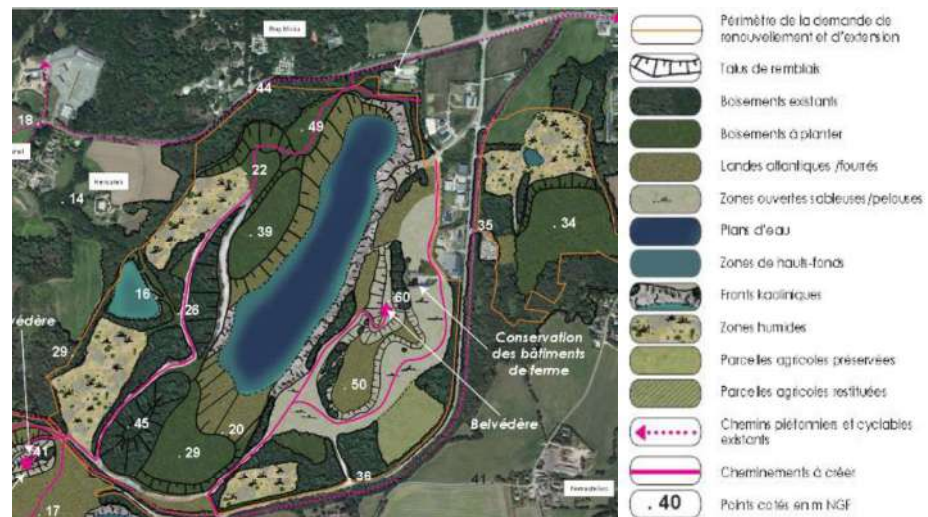 44
49
18
22
14
39
35
34
16
26
60
védère
29
Conservation
des bâtiments
de ferme
50
Belvédère
45
20
41
29
36
41
17
Périmètre de la demande de
renouvellement et d'extension
Talus de remblais
Boisements existants
Boisements à planter
Landes atlantiques /fourrés
Zones ouvertes sableuses/pelouses
Plans d'eau
Zones de hauts-fonds
Fronts kaoliniques
Zones humides
Parcelles agricoles préservées
Parcelles agricoles restituées
Chemins piétonniers et cyclables
existants
Cheminements à créer
. 40
Points cotés en m NGF